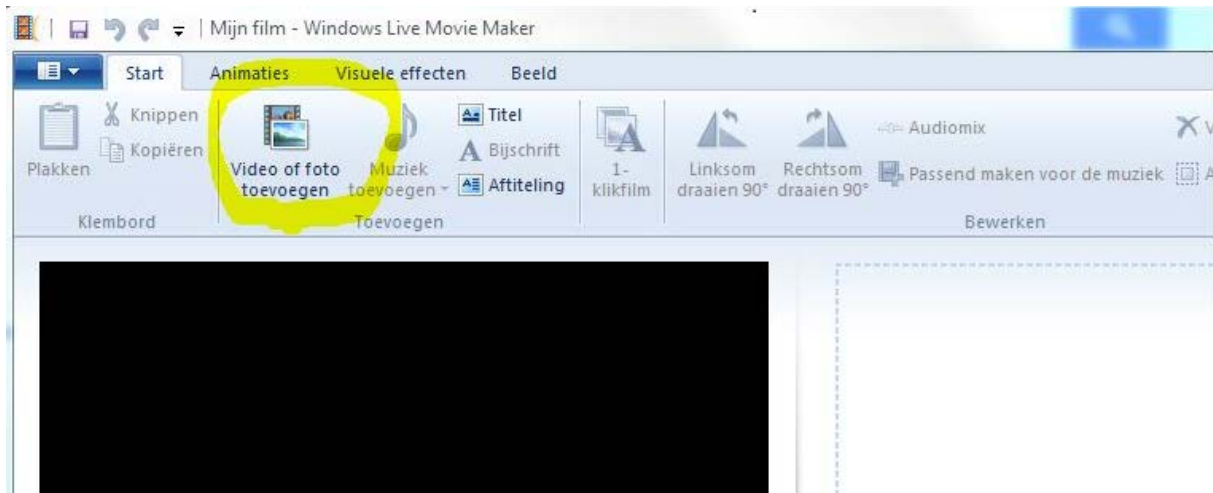 Mijn film - Windows Live Movie Maker
Start Animaties Visuele effecten Beeld
Plakken
Knippen
Kopiëren
Klembord
Video of foto
toevoegen
Muziek
toevoegen
Titel
Bijschrift
Aftiteling
Toevoegen
1-
klikfilm
Linksom
draaien 90°
Rechtsom
draaien 90°
Audiomix
Passend maken voor de muziek
Bewerken